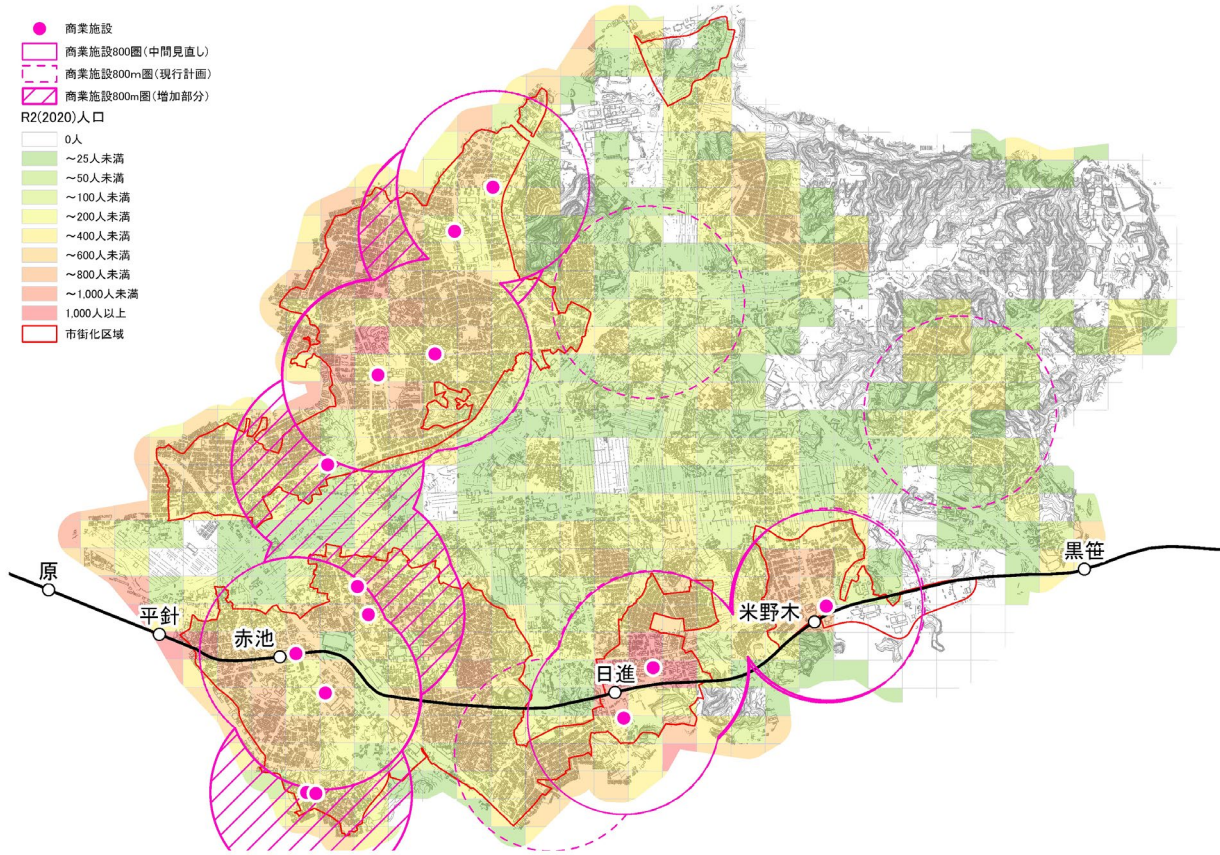 商業施設
商業施設800圏(中間見直し)
商業施設800m圏(現行計画)
商業施設800m圏(増加部分)
R2(2020)人口
0人
～25人未満
～50人未満
～100人未満
～200人未満
～400人未満
～600人未満
～800人未満
～1,000人未満
1,000人以上
市街化区域
原
平針
赤池
日進
米野木
黒笹